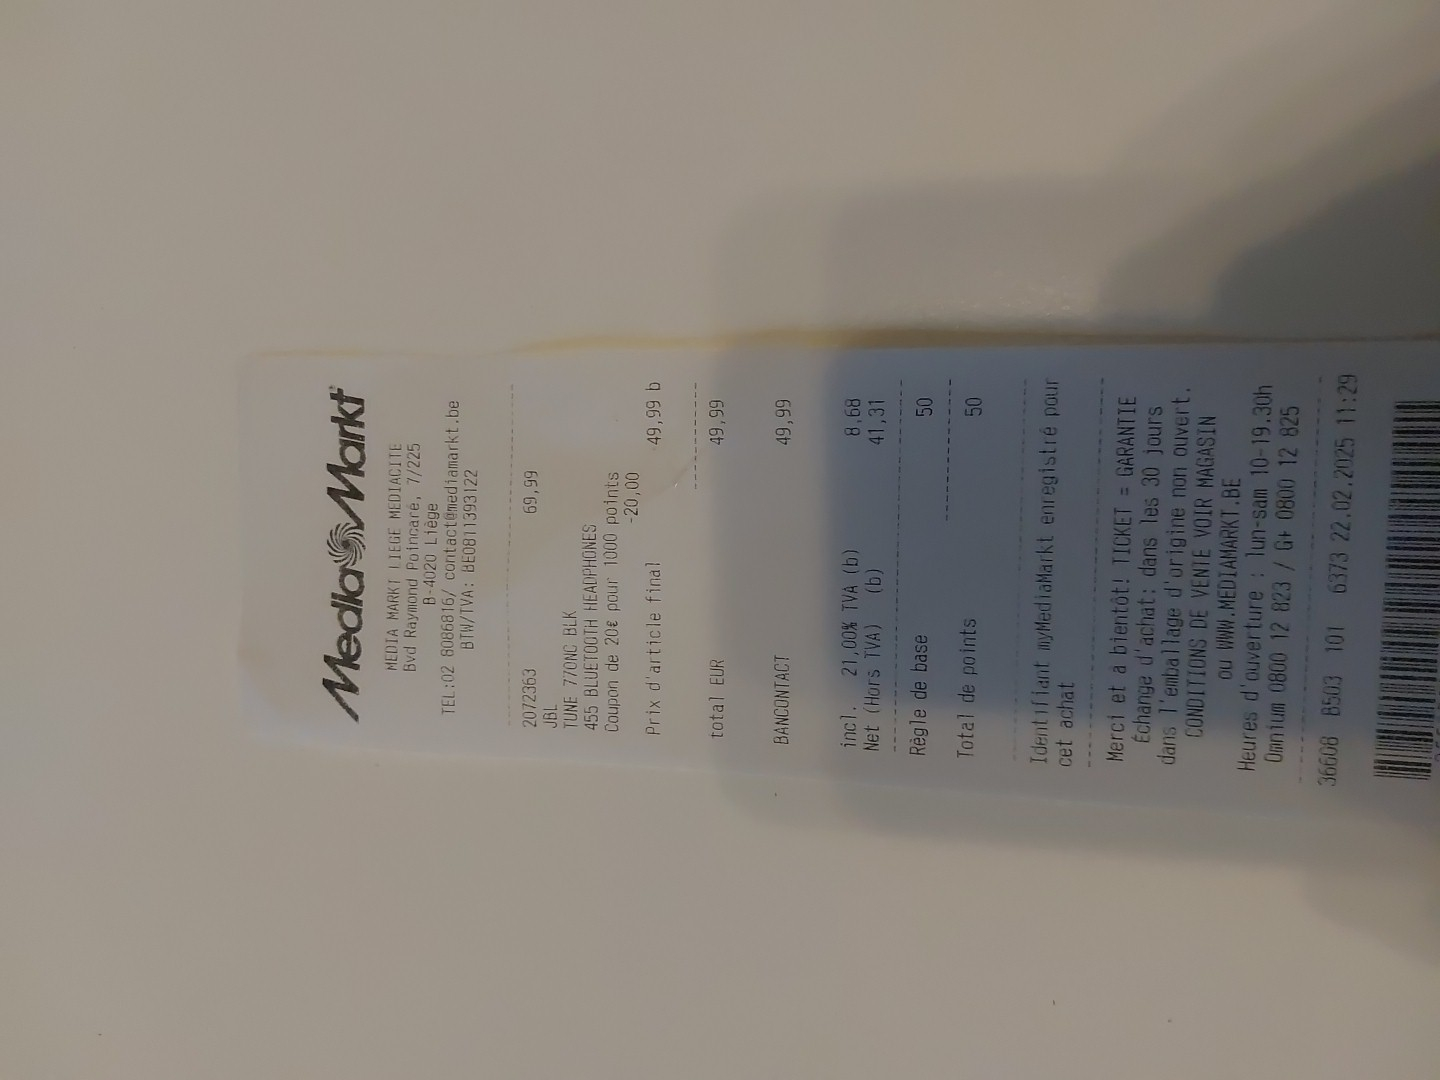 Media Markt
MEDIA MARKT LIEGE MEDIACITE
Bvd Raymond Poincaré, 7/225
B-4020 Liège
TEL:02 8086816/ contact@mediamarkt.be
BTW/TVA: BE0811393122
2072363 69,99
JBL
TUNE 770NC BLK
455 BLUETOOTH HEADPHONES
Coupon de 20€ pour 1000 points
-20,00
Prix d'article final 49,99 b
total EUR 49,99
BANCONTACT 49,99
incl. 21,00% TVA (b) 8,68
Net (Hors TVA) (b) 41,31
Règle de base 50
Total de points 50
Identifiant myMediaMarkt enregistré pour
cet achat
Merci et à bientôt! TICKET = GARANTIE
Échange d'achat: dans les 30 jours
dans l'emballage d'origine non ouvert.
CONDITIONS DE VENTE VOIR MAGASIN
ou WWW.MEDIAMARKT.BE
Heures d'ouverture : lun-sam 10-19.30h
Omnium 0800 12 823 / G+ 0800 12 825
36608 B503 101 6373 22.02.2025 11:29